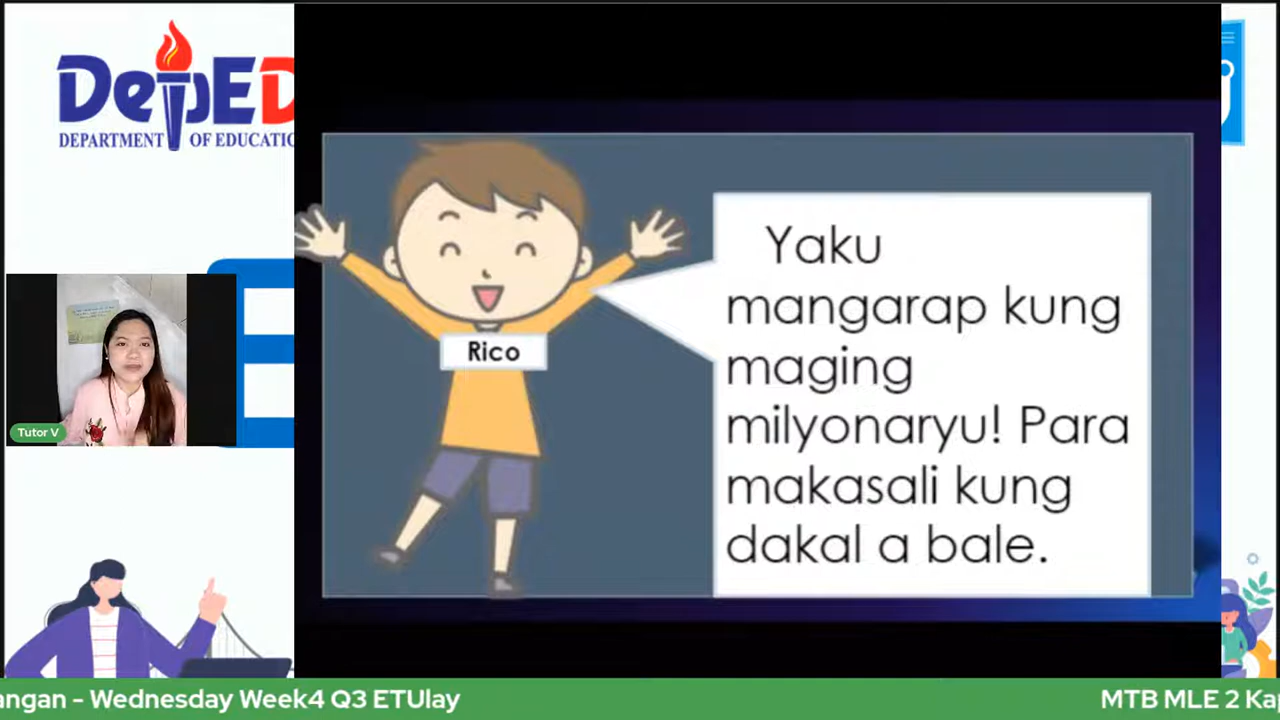 DepED
DEPARTMENT OF EDUCATIO
Yaku
mangarap kung
maging
milyonaryu! Para
makasali kung
dakal a bale.
Rico
Tutor V
angan - Wednesday Week4 Q3 ETUlay
MTB MLE 2 Kap